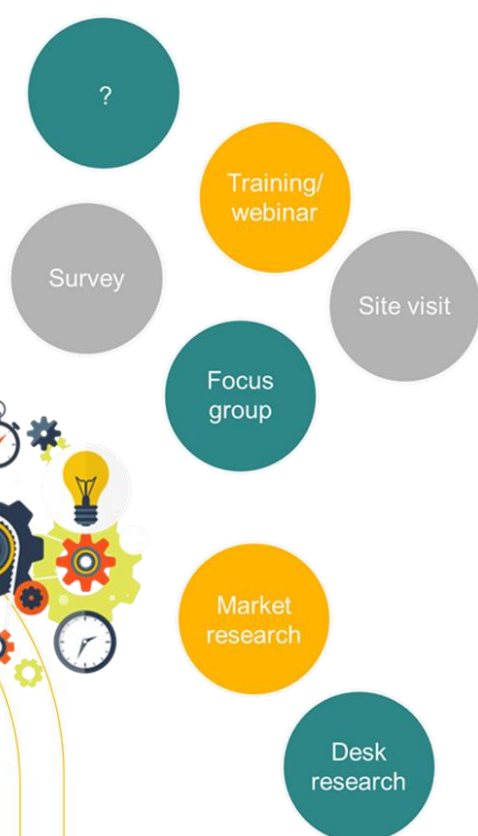 ?
Training/
webinar
Survey
Site visit
Focus
group
Market
research
Desk
research